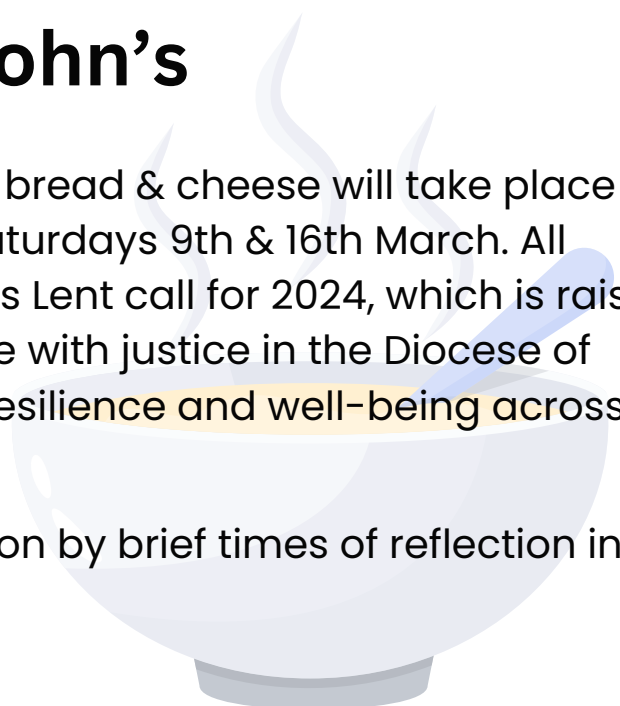 ohn's
bread & cheese will take place
aturdays 9th & 16th March. All
s Lent call for 2024, which is rais
e with justice in the Diocese of
esilience and well-being across
on by brief times of reflection in